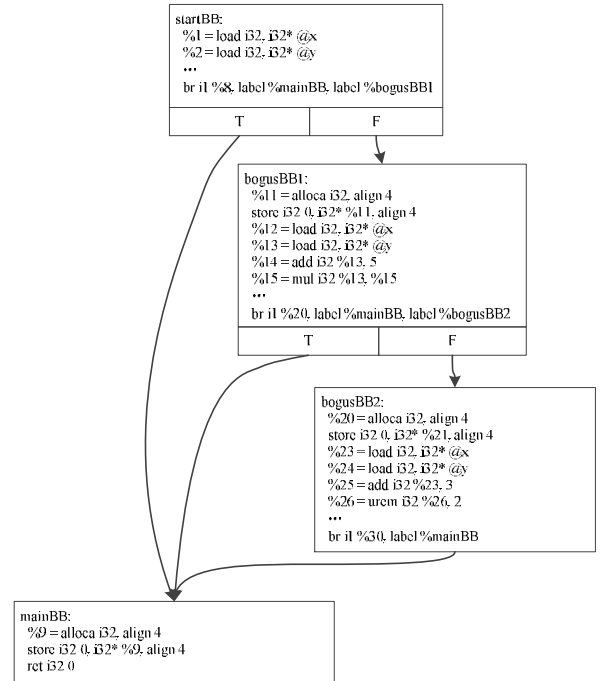 startBB:
%1 = load i32, i32* @x
%2 = load i32, i32* @y
...
br i1 %8, label %mainBB, label %bogusBB1
T F
bogusBB1:
%11 = alloca i32, align 4
store i32 0, i32* %11, align 4
%12 = load i32, i32* @x
%13 = load i32, i32* @y
%14 = add i32 %13, 5
%15 = mul i32 %13, %15
...
br i1 %20, label %mainBB, label %bogusBB2
T F
bogusBB2:
%20 = alloca i32, align 4
store i32 0, i32* %21, align 4
%23 = load i32, i32* @x
%24 = load i32, i32* @y
%25 = add i32 %23, 3
%26 = urem i32 %26, 2
...
br i1 %30, label %mainBB
mainBB:
%9 = alloca i32, align 4
store i32 0, i32* %9, align 4
ret i32 0